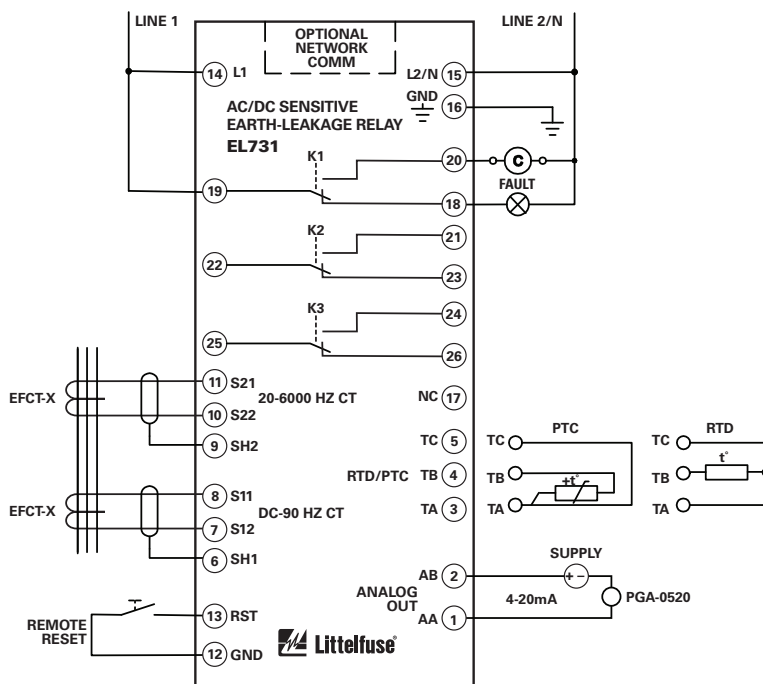 LINE 1
LINE 2/N
OPTIONAL
NETWORK
COMM
14 L1
L2/N 15
GND 16
AC/DC SENSITIVE
EARTH-LEAKAGE RELAY
EL731
K1
20
C
FAULT
19
18
K2
21
22
23
K3
24
25
26
EFCT-X
11 S21
20-6000 HZ CT
10 S22
9 SH2
NC 17
TC 5
RTD/PTC
TB 4
TA 3
PTC
TC
TB
+t°
TA
RTD
TC
t°
TB
TA
EFCT-X
8 S11
DC-90 HZ CT
7 S12
6 SH1
SUPPLY
AB 2
+ -
ANALOG
OUT
4-20mA
PGA-0520
AA 1
REMOTE
RESET
13 RST
12 GND
Littelfuse®